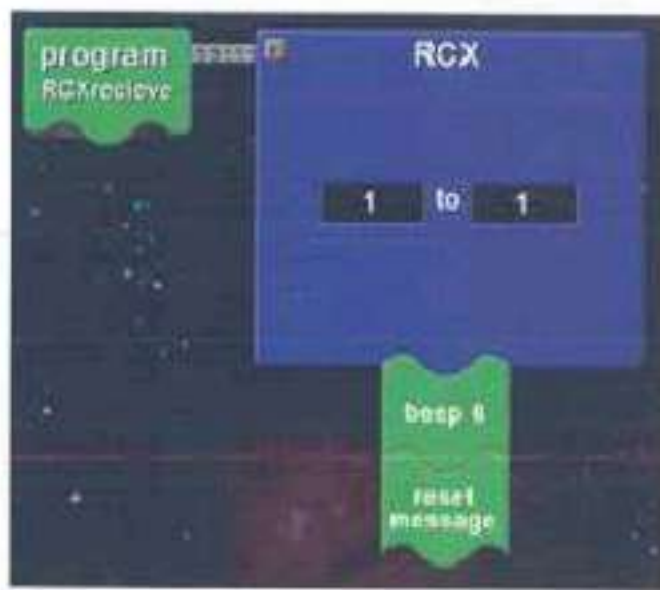 program
RCXrecieve
RCX
1 to 1
beep 6
reset
message